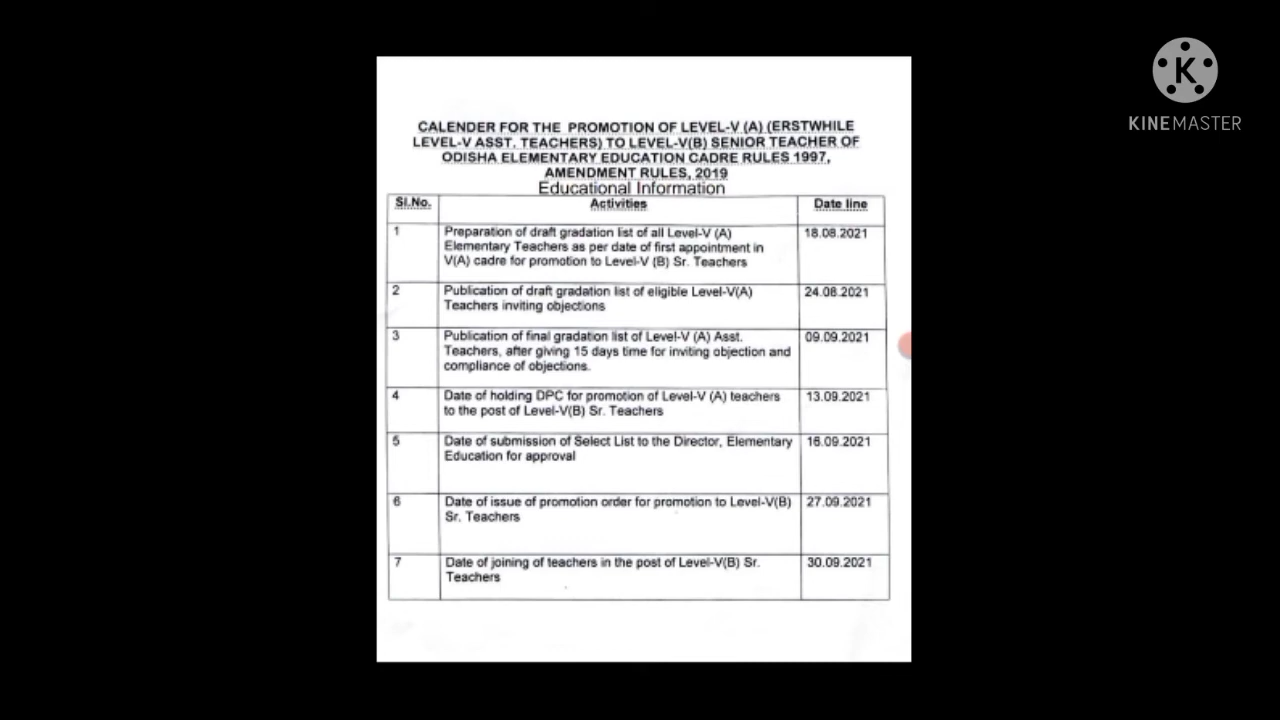 KINEMASTER
CALENDER FOR THE PROMOTION OF LEVEL-V (A) (ERSTWHILE
LEVEL-V ASST. TEACHERS) TO LEVEL-V(B) SENIOR TEACHER OF
ODISHA ELEMENTARY EDUCATION CADRE RULES 1997,
AMENDMENT RULES, 2019
Educational Information
Sl.No. Activities Date line
1 Preparation of draft gradation list of all Level-V (A) 18.08.2021
Elementary Teachers as per date of first appointment in
V(A) cadre for promotion to Level-V (B) Sr. Teachers
2 Publication of draft gradation list of eligible Level-V(A) 24.08.2021
Teachers inviting objections
3 Publication of final gradation list of Level-V (A) Asst. 09.09.2021
Teachers, after giving 15 days time for inviting objection and
compliance of objections.
4 Date of holding DPC for promotion of Level-V (A) teachers 13.09.2021
to the post of Level-V(B) Sr. Teachers
5 Date of submission of Select List to the Director, Elementary 16.09.2021
Education for approval
6 Date of issue of promotion order for promotion to Level-V(B) 27.09.2021
Sr. Teachers
7 Date of joining of teachers in the post of Level-V(B) Sr. 30.09.2021
Teachers